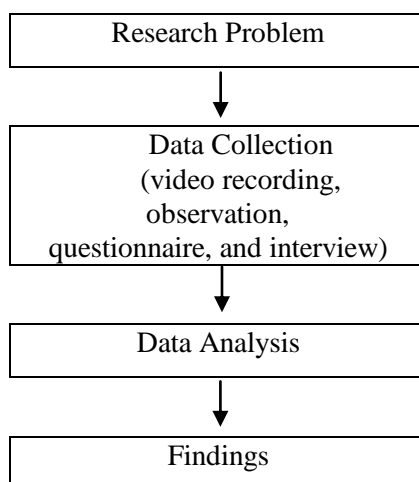 Research Problem
Data Collection
(video recording,
observation,
questionnaire, and interview)
Data Analysis
Findings